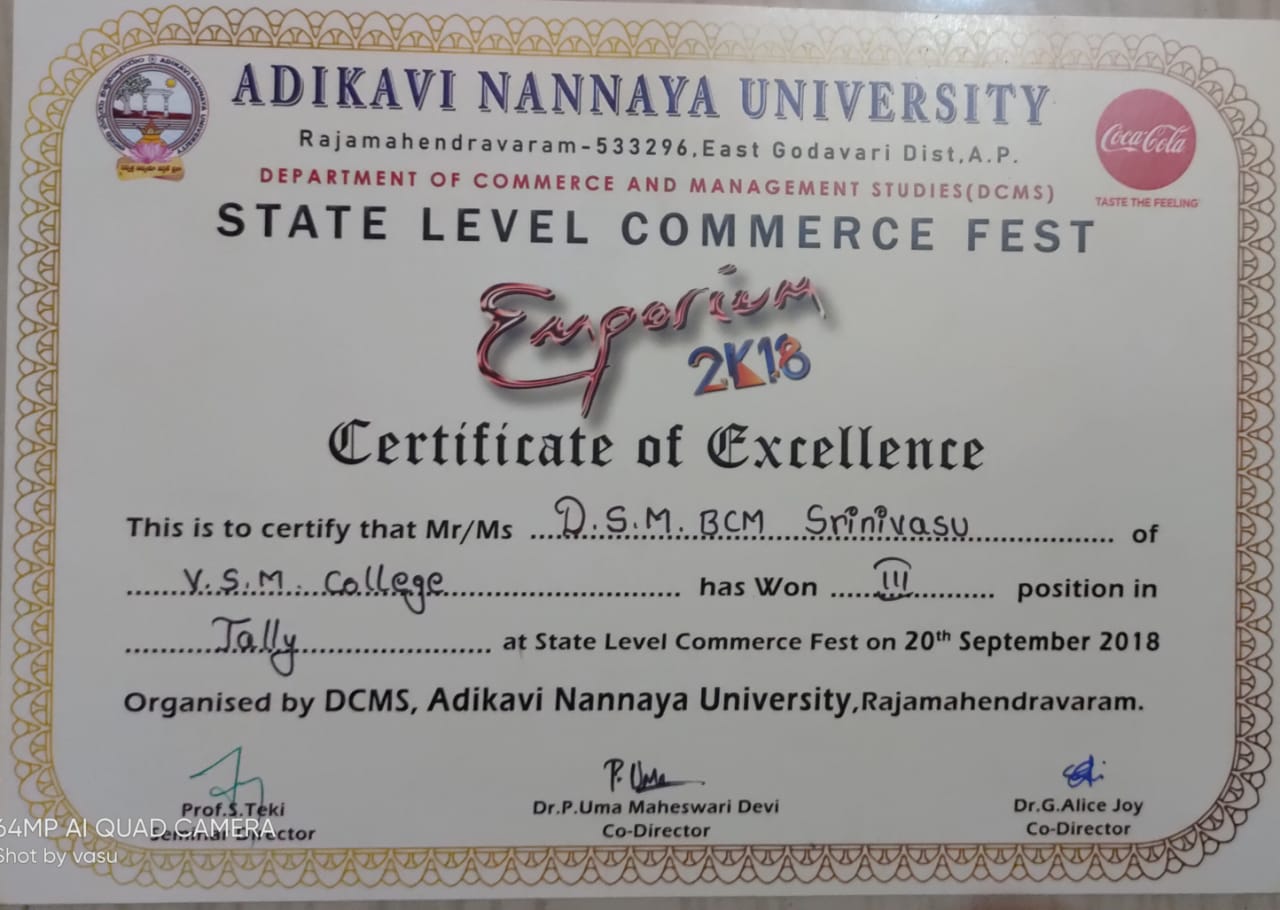 ADIKAVI NANNAYA UNIVERSITY
Rajamahendravaram-533296,East Godavari Dist,A.P.
DEPARTMENT OF COMMERCE AND MANAGEMENT STUDIES(DCMS)
Coca-Cola
TASTE THE FEELING
STATE LEVEL COMMERCE FEST
Emporium
2K18
Certificate of Excellence
This is to certify that Mr/Ms D.S.M. BCM Srinivasu of
V.S.M. College has Won III position in
Tally at State Level Commerce Fest on 20th September 2018
Organised by DCMS, Adikavi Nannaya University,Rajamahendravaram.
P. Uma
Prof.S.Teki Dr.P.Uma Maheswari Devi Dr.G.Alice Joy
Seminar Director Co-Director Co-Director
64MP AI QUAD CAMERA
Shot by vasu